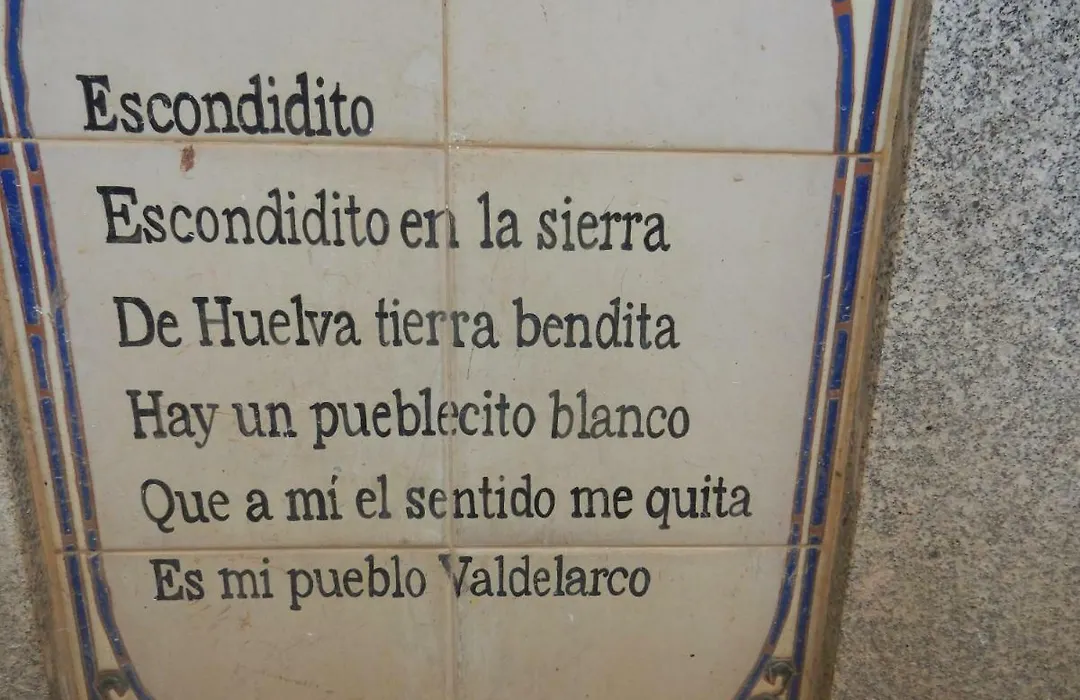 Escondidito
Escondidito en la sierra
De Huelva tierra bendita
Hay un pueblecito blanco
Que a mí el sentido me quita
Es mi pueblo Valdelarco